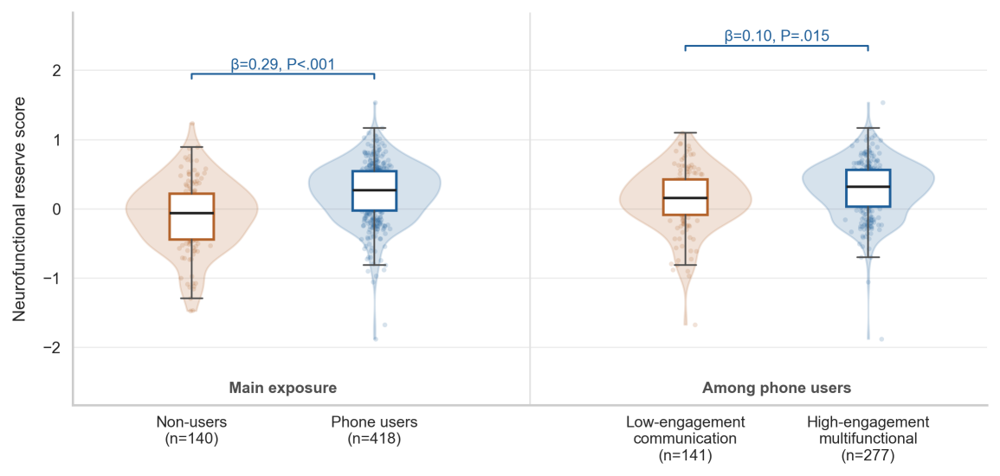 β=0.10, P=.015
β=0.29, P<.001
Neurofunctional reserve score
2
1
0
−1
−2
Main exposure
Among phone users
Non-users
(n=140)
Phone users
(n=418)
Low-engagement
communication
(n=141)
High-engagement
multifunctional
(n=277)